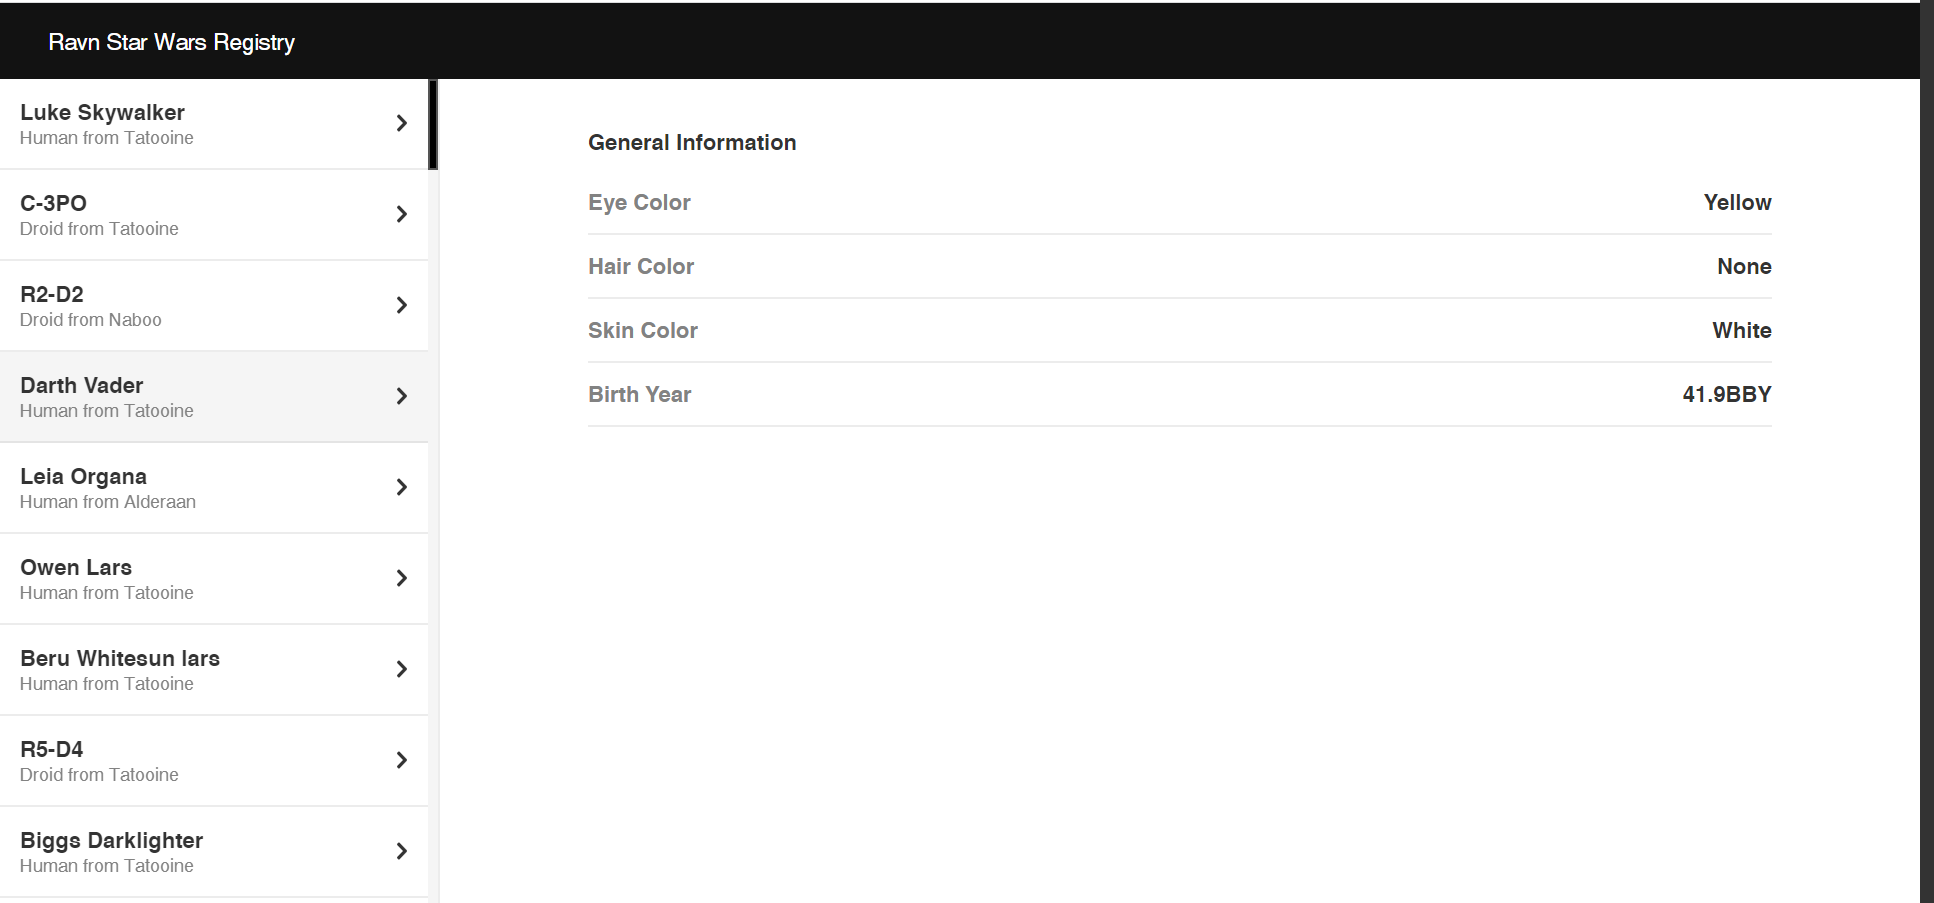 Ravn Star Wars Registry
Luke Skywalker
Human from Tatooine
C-3PO
Droid from Tatooine
R2-D2
Droid from Naboo
Darth Vader
Human from Tatooine
Leia Organa
Human from Alderaan
Owen Lars
Human from Tatooine
Beru Whitesun lars
Human from Tatooine
R5-D4
Droid from Tatooine
Biggs Darklighter
Human from Tatooine
General Information
Eye Color Yellow
Hair Color None
Skin Color White
Birth Year 41.9BBY